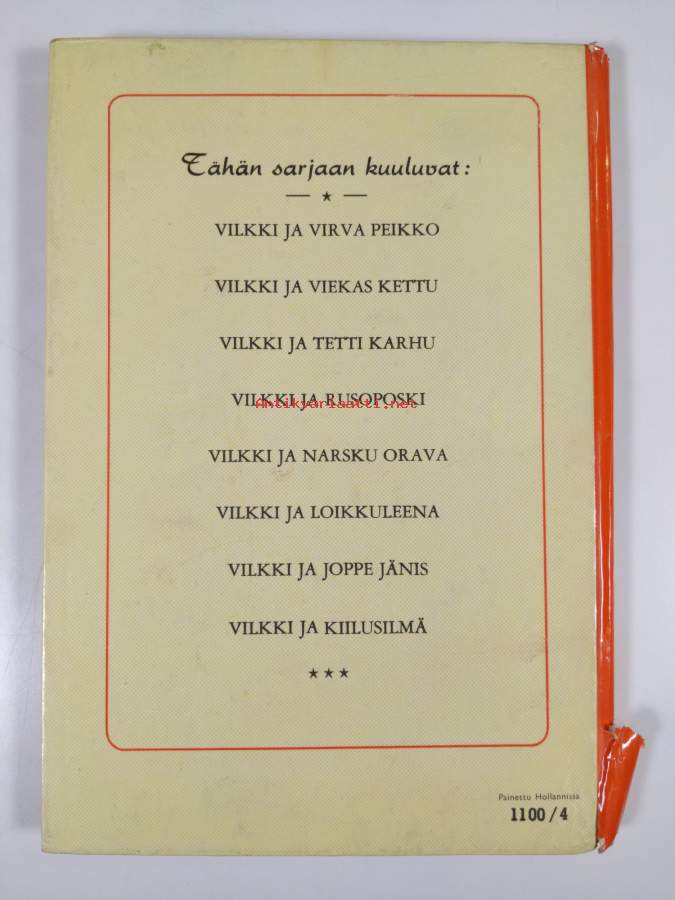 Tähän sarjaan kuuluvat:
VILKKI JA VIRVA PEIKKO
VILKKI JA VIEKAS KETTU
VILKKI JA TETTI KARHU
VILKKI JA RUSOPOSKI
Antikvariaatti.net
VILKKI JA NARSKU ORAVA
VILKKI JA LOIKKULEENA
VILKKI JA JOPPE JÄNIS
VILKKI JA KIILUSILMÄ
Painettu Hollannissa
1100/4